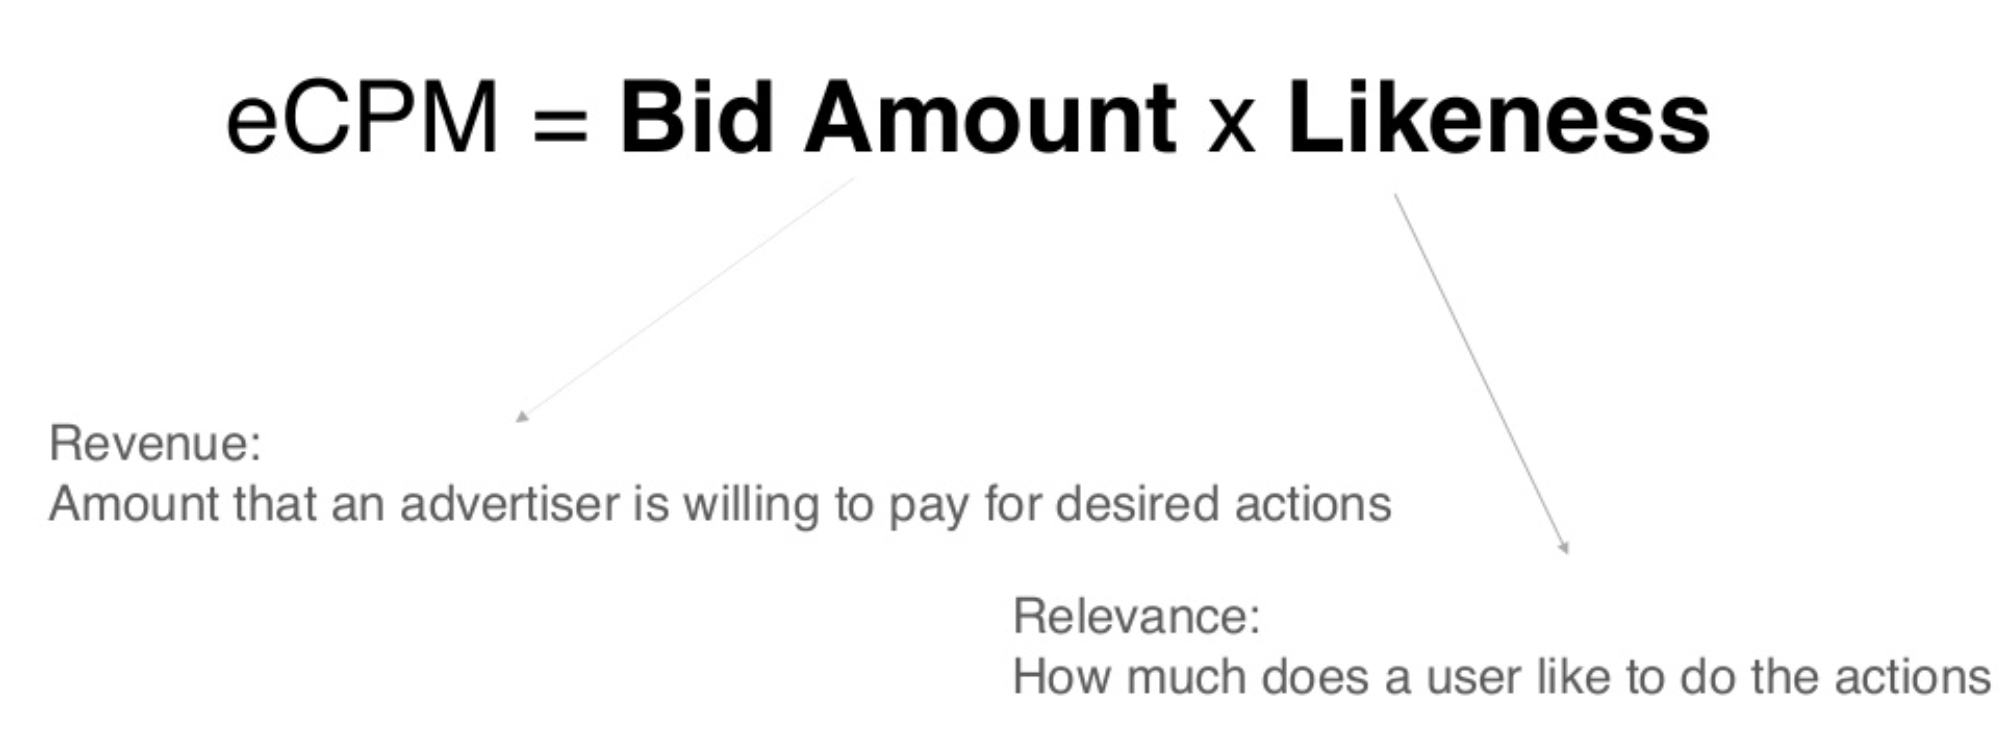 eCPM = Bid Amount x Likeness
Revenue:
Amount that an advertiser is willing to pay for desired actions
Relevance:
How much does a user like to do the actions